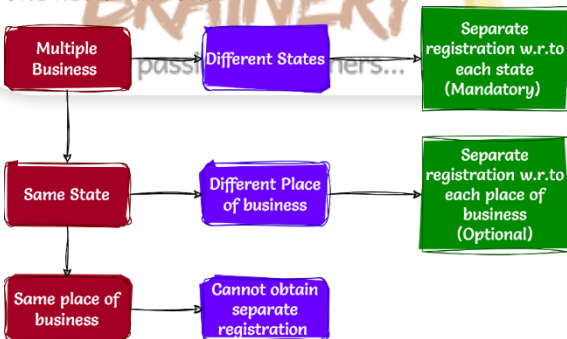 BRAINERY
Multiple
Business
Different States
Separate
registration w.r.to
each state
(Mandatory)
Same State
Different Place
of business
Separate
registration w.r.to
each place of
business
(Optional)
Same place of
business
Cannot obtain
separate
registration